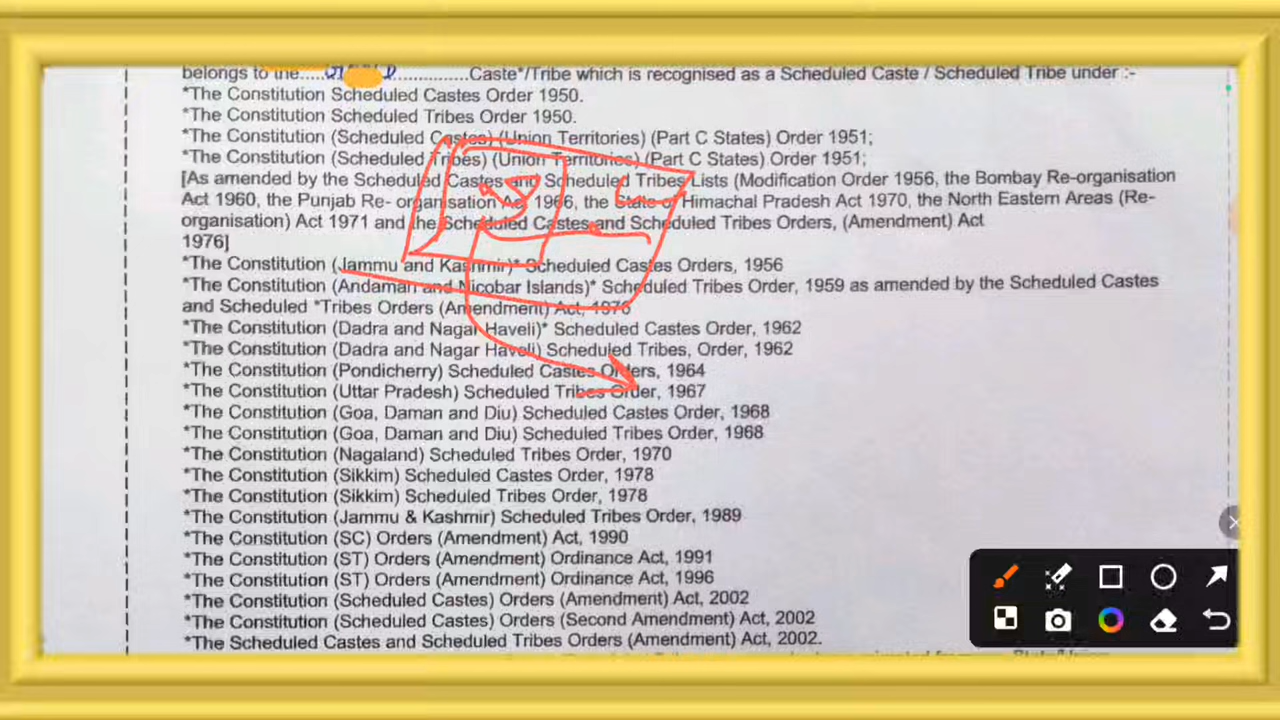 belongs to the..... ..............Caste*/Tribe which is recognised as a Scheduled Caste / Scheduled Tribe under :-
*The Constitution Scheduled Castes Order 1950.
*The Constitution Scheduled Tribes Order 1950.
*The Constitution (Scheduled Castes) (Union Territories) (Part C States) Order 1951;
*The Constitution (Scheduled Tribes) (Union Territories) (Part C States) Order 1951;
[As amended by the Scheduled Castes and Scheduled Tribes Lists (Modification Order 1956, the Bombay Re-organisation
Act 1960, the Punjab Re- organisation Act 1966, the State of Himachal Pradesh Act 1970, the North Eastern Areas (Re-
organisation) Act 1971 and the Scheduled Castes and Scheduled Tribes Orders, (Amendment) Act
1976]
*The Constitution (Jammu and Kashmir)* Scheduled Castes Orders, 1956
*The Constitution (Andaman and Nicobar Islands)* Scheduled Tribes Order, 1959 as amended by the Scheduled Castes
and Scheduled *Tribes Orders (Amendment) Act, 1976
*The Constitution (Dadra and Nagar Haveli)* Scheduled Castes Order, 1962
*The Constitution (Dadra and Nagar Haveli) Scheduled Tribes, Order, 1962
*The Constitution (Pondicherry) Scheduled Castes Orders, 1964
*The Constitution (Uttar Pradesh) Scheduled Tribes Order, 1967
*The Constitution (Goa, Daman and Diu) Scheduled Castes Order, 1968
*The Constitution (Goa, Daman and Diu) Scheduled Tribes Order, 1968
*The Constitution (Nagaland) Scheduled Tribes Order, 1970
*The Constitution (Sikkim) Scheduled Castes Order, 1978
*The Constitution (Sikkim) Scheduled Tribes Order, 1978
*The Constitution (Jammu & Kashmir) Scheduled Tribes Order, 1989
*The Constitution (SC) Orders (Amendment) Act, 1990
*The Constitution (ST) Orders (Amendment) Ordinance Act, 1991
*The Constitution (ST) Orders (Amendment) Ordinance Act, 1996
*The Constitution (Scheduled Castes) Orders (Amendment) Act, 2002
*The Constitution (Scheduled Castes) Orders (Second Amendment) Act, 2002
*The Scheduled Castes and Scheduled Tribes Orders (Amendment) Act, 2002.